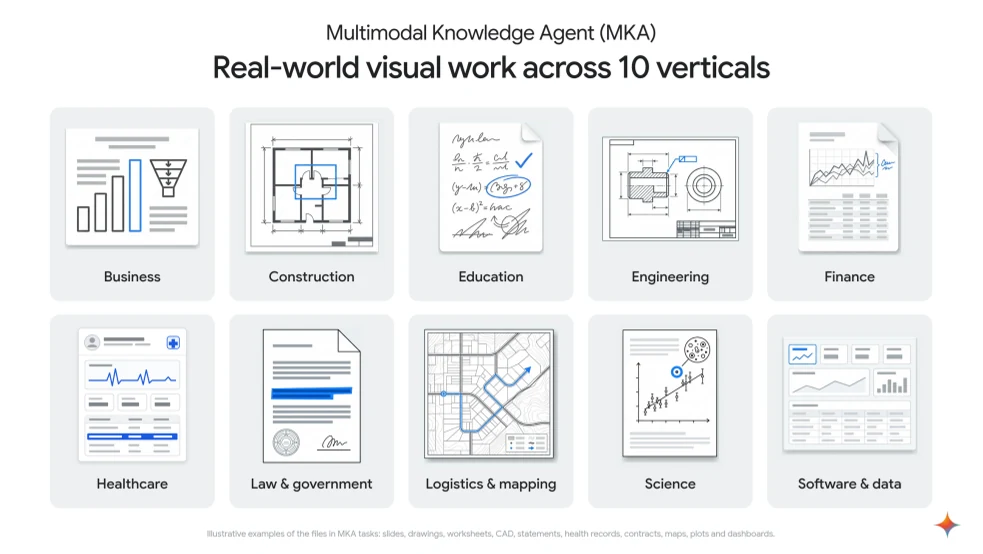 Multimodal Knowledge Agent (MKA)
Real-world visual work across 10 verticals
Business
Construction
Education
Engineering
Finance
Healthcare
Law & government
Logistics & mapping
Science
Software & data
Illustrative examples of the files in MKA tasks: slides, drawings, worksheets, CAD, statements, health records, contracts, maps, plots and dashboards.